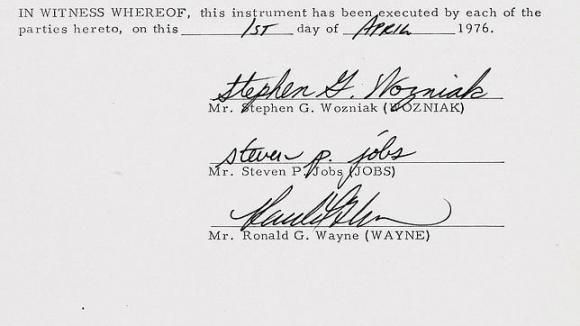 IN WITNESS WHEREOF, this instrument has been executed by each of the
parties hereto, on this 1ST day of APRIL 1976.
Stephen G. Wozniak
Mr. Stephen G. Wozniak (WOZNIAK)
steven p. jobs
Mr. Steven P. Jobs (JOBS)
Mr. Ronald G. Wayne (WAYNE)